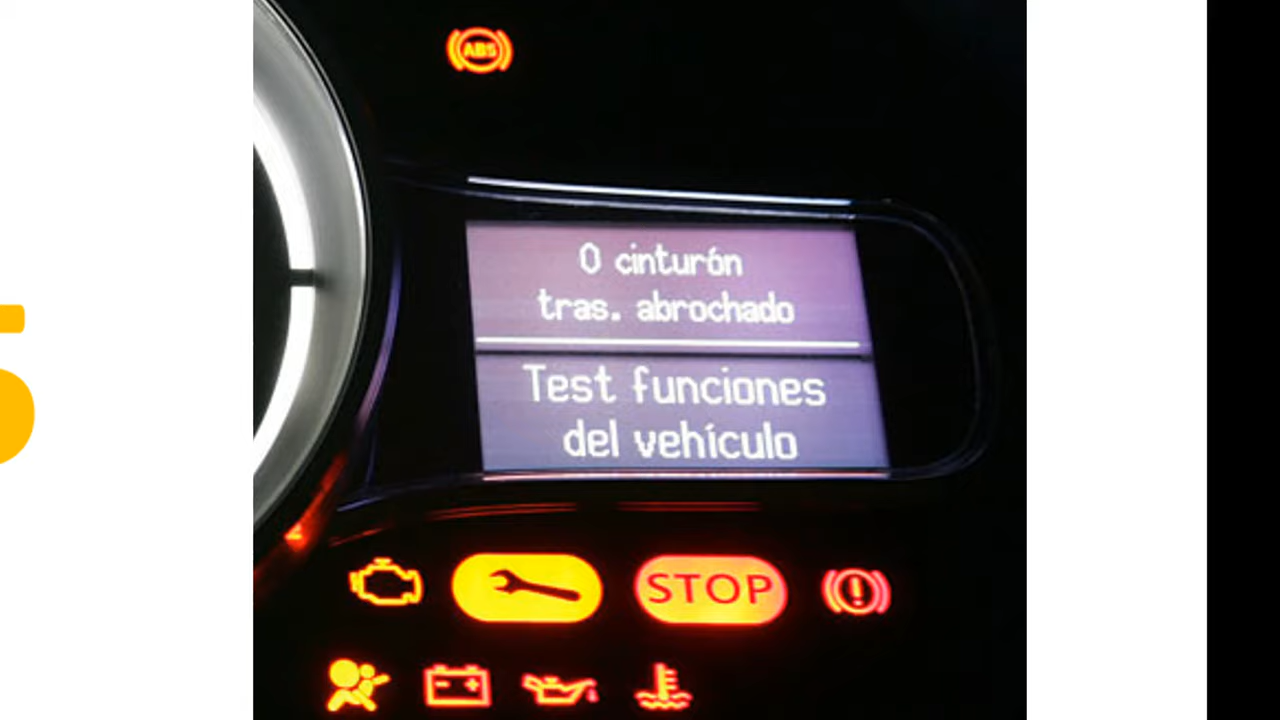 ABS
0 cinturón
tras. abrochado
Test funciones
del vehículo
STOP